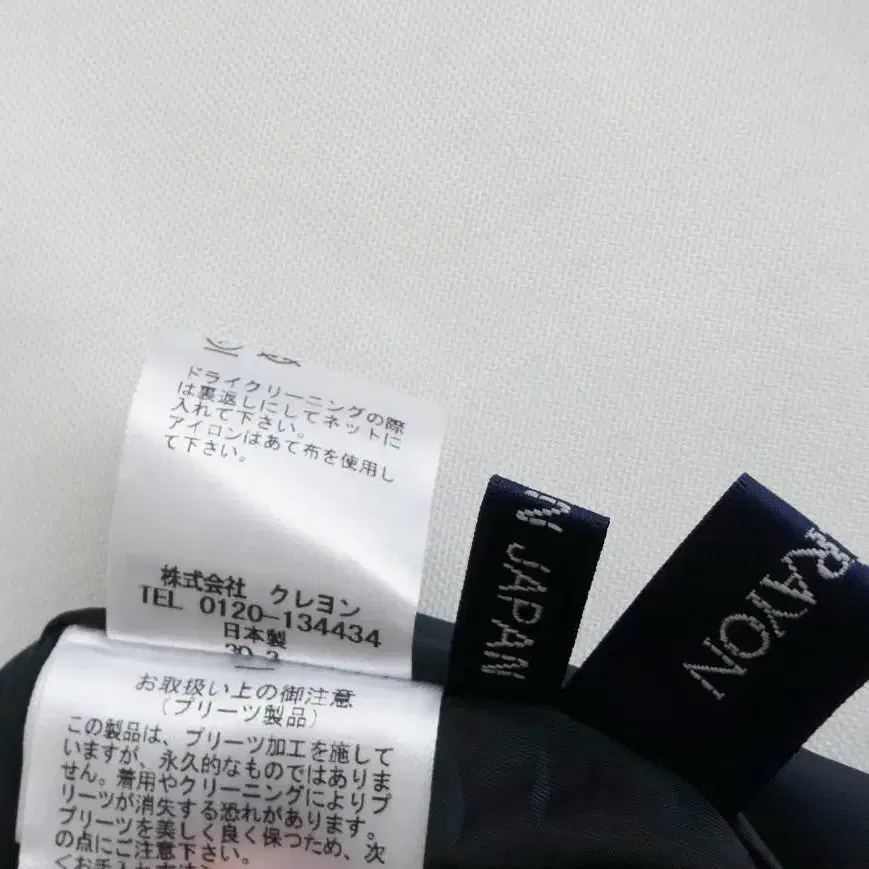 ドライクリーニングの際
は裏返しにしてネットに
入れて下さい。
アイロンはあて布を使用し
て下さい。
株式会社 クレヨン
TEL 0120-134434
日本製
お取扱い上の御注意
(プリーツ製品)
この製品は、プリーツ加工を施して
いますが、永久的なものではありま
せん。着用やクリーニングによりプ
リーツが消失する恐れがあります。
プリーツを美しく良く保つため、次
の点にご注意下さい。
JAPAN
RAYON